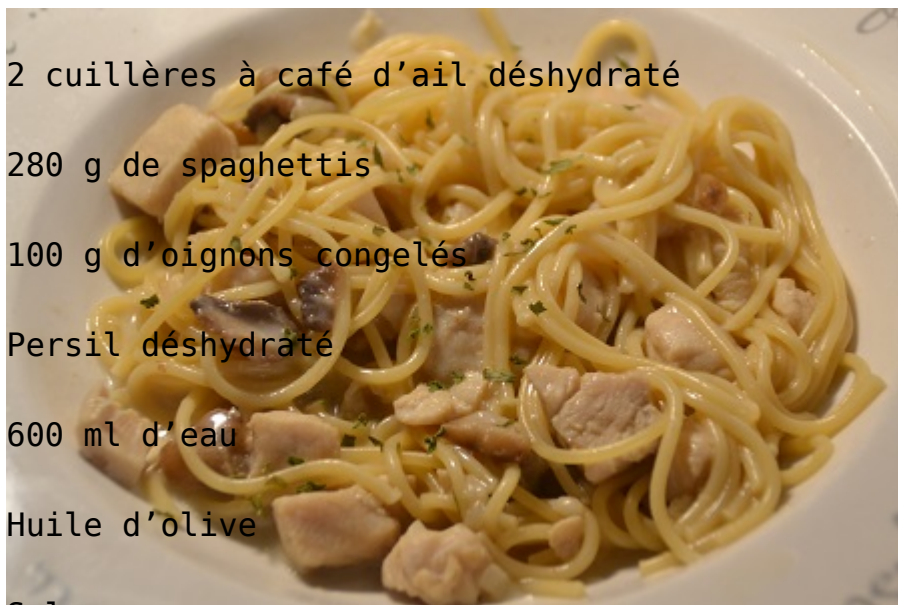 2 cuillères à café d’ail déshydraté
280 g de spaghettis
100 g d’oignons congelés
Persil déshydraté
600 ml d’eau
Huile d’olive